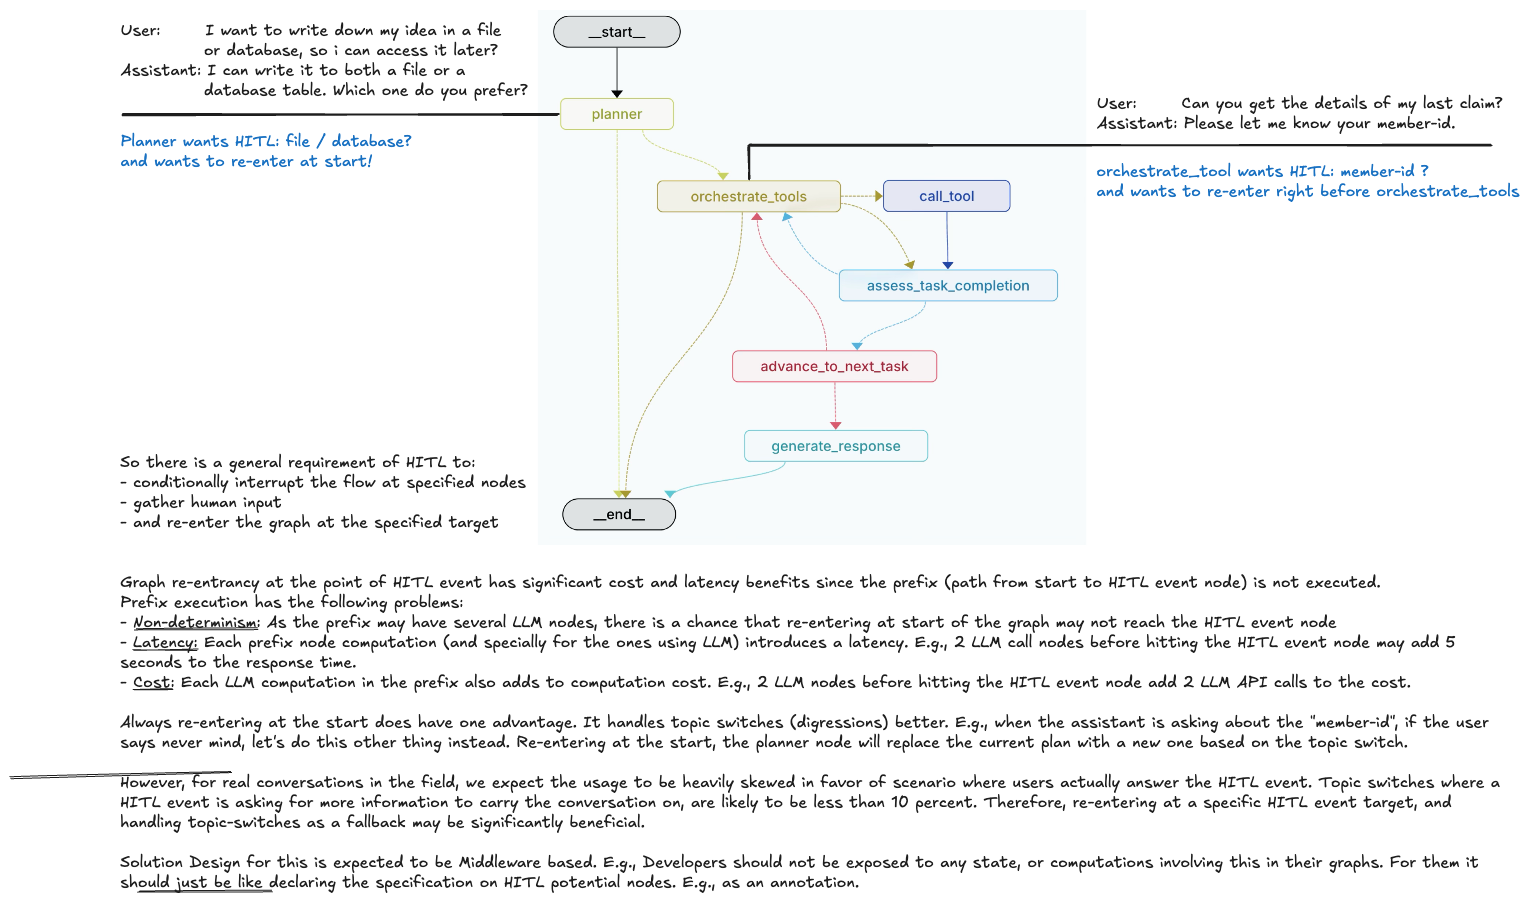 User: I want to write down my idea in a file
or database, so i can access it later?
Assistant: I can write it to both a file or a
database table. Which one do you prefer?
Planner wants HITL: file / database?
and wants to re-enter at start!
__start__
planner
orchestrate_tools
call_tool
assess_task_completion
advance_to_next_task
generate_response
__end__
User: Can you get the details of my last claim?
Assistant: Please let me know your member-id.
orchestrate_tool wants HITL: member-id ?
and wants to re-enter right before orchestrate_tools
So there is a general requirement of HITL to:
- conditionally interrupt the flow at specified nodes
- gather human input
- and re-enter the graph at the specified target
Graph re-entrancy at the point of HITL event has significant cost and latency benefits since the prefix (path from start to HITL event node) is not executed.
Prefix execution has the following problems:
- Non-determinism: As the prefix may have several LLM nodes, there is a chance that re-entering at start of the graph may not reach the HITL event node
- Latency: Each prefix node computation (and specially for the ones using LLM) introduces a latency. E.g., 2 LLM call nodes before hitting the HITL event node may add 5
seconds to the response time.
- Cost: Each LLM computation in the prefix also adds to computation cost. E.g., 2 LLM nodes before hitting the HITL event node add 2 LLM API calls to the cost.
Always re-entering at the start does have one advantage. It handles topic switches (digressions) better. E.g., when the assistant is asking about the "member-id", if the user
says never mind, let's do this other thing instead. Re-entering at the start, the planner node will replace the current plan with a new one based on the topic switch.
However, for real conversations in the field, we expect the usage to be heavily skewed in favor of scenario where users actually answer the HITL event. Topic switches where a
HITL event is asking for more information to carry the conversation on, are likely to be less than 10 percent. Therefore, re-entering at a specific HITL event target, and
handling topic-switches as a fallback may be significantly beneficial.
Solution Design for this is expected to be Middleware based. E.g., Developers should not be exposed to any state, or computations involving this in their graphs. For them it
should just be like declaring the specification on HITL potential nodes. E.g., as an annotation.